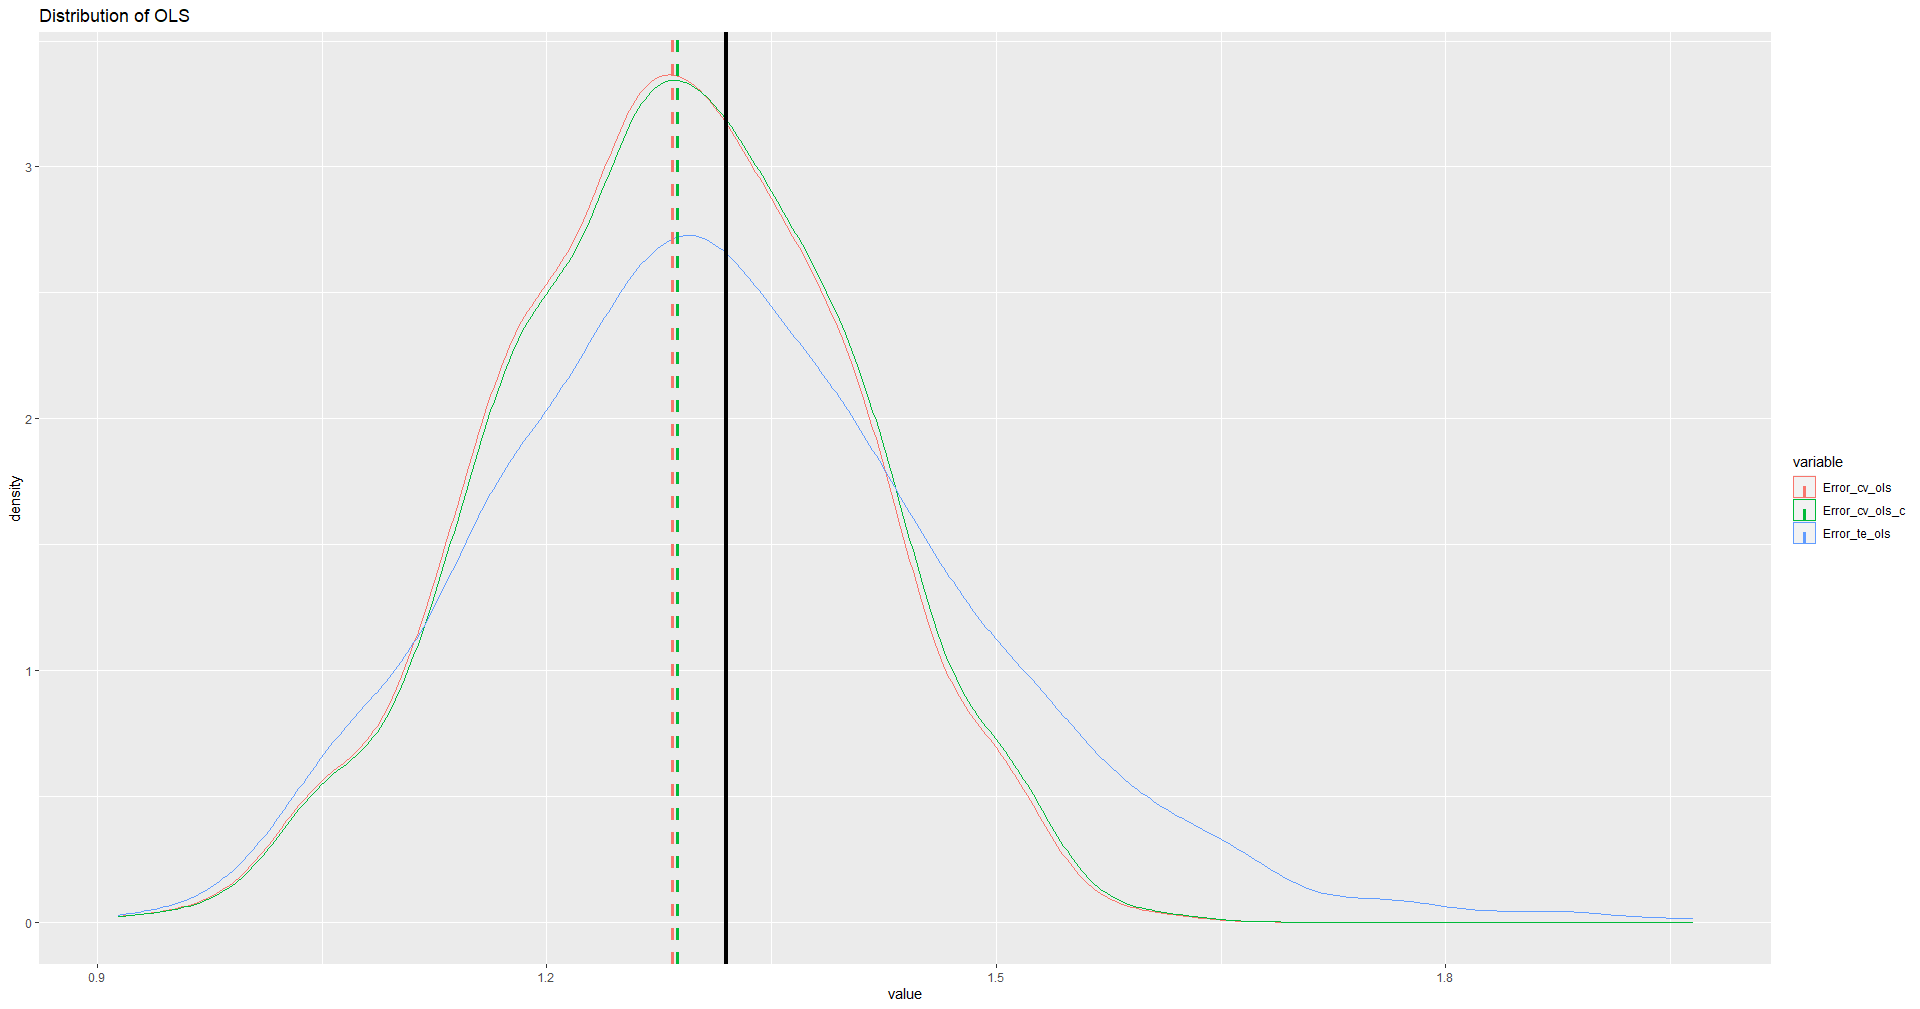 Distribution of OLS
3
2
1
0
density
0.9
1.2
1.5
1.8
value
variable
Error_cv_ols
Error_cv_ols_c
Error_te_ols